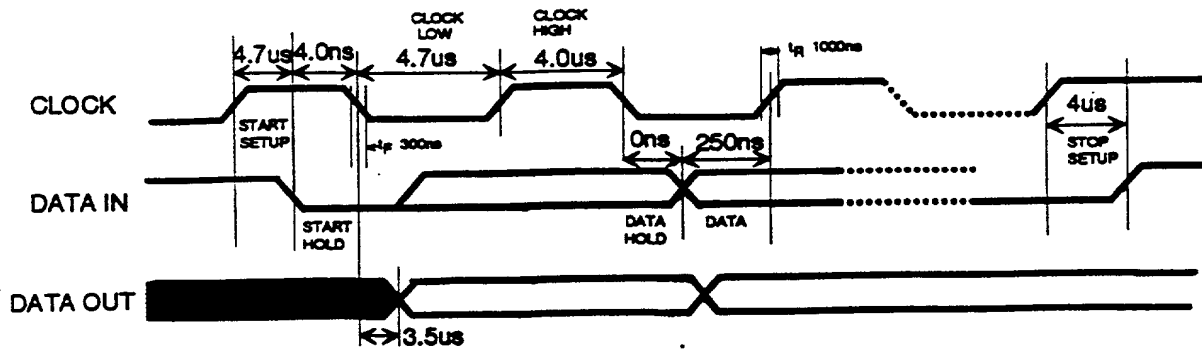 CLOCK
LOW
CLOCK
HIGH
4.7us
4.0ns
4.7us
4.0us
tR 1000ns
CLOCK
START
SETUP
tF 300ns
0ns
250ns
4us
STOP
SETUP
DATA IN
START
HOLD
DATA
HOLD
DATA
DATA OUT
3.5us